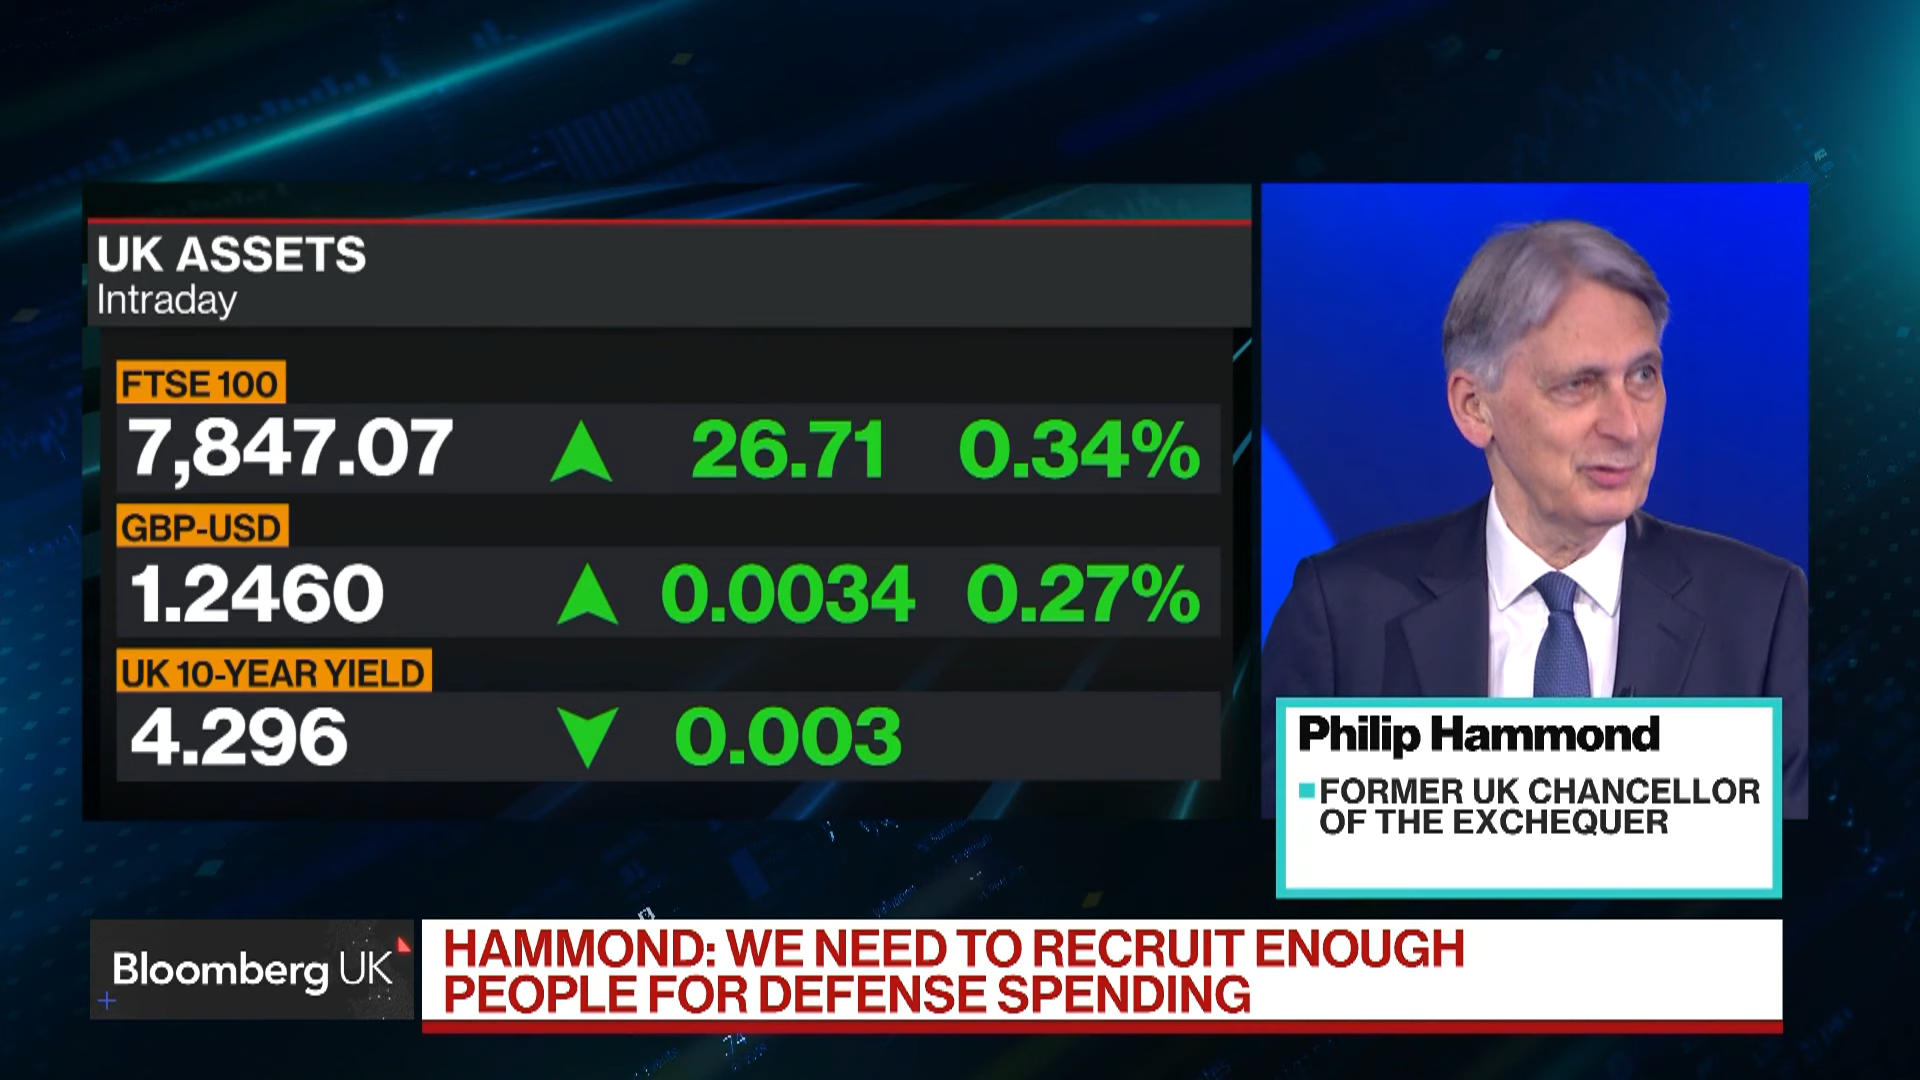 UK ASSETS
Intraday
FTSE 100
7,847.07 ▲ 26.71 0.34%
GBP-USD
1.2460 ▲ 0.0034 0.27%
UK 10-YEAR YIELD
4.296 ▼ 0.003
Philip Hammond
FORMER UK CHANCELLOR
OF THE EXCHEQUER
Bloomberg UK
HAMMOND: WE NEED TO RECRUIT ENOUGH
PEOPLE FOR DEFENSE SPENDING